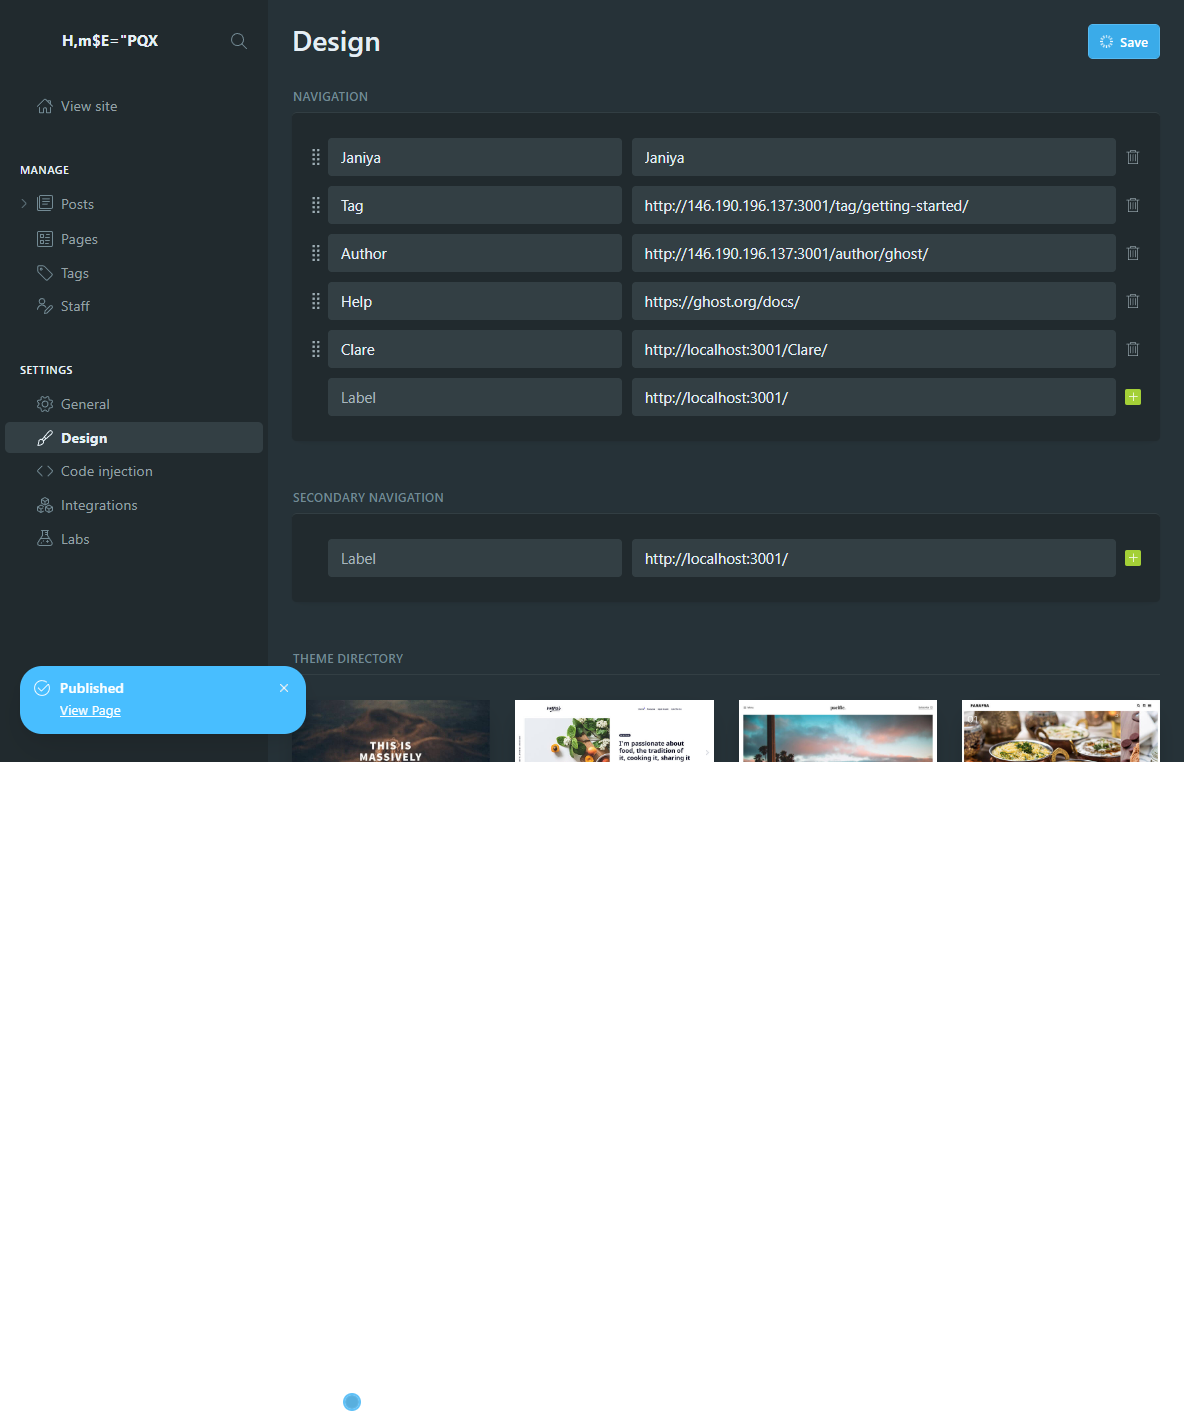 H,m$E="PQX
View site
MANAGE
Posts
Pages
Tags
Staff
SETTINGS
General
Design
Code injection
Integrations
Labs
Published
View Page
Design
Save
NAVIGATION
Janiya Janiya
Tag http://146.190.196.137:3001/tag/getting-started/
Author http://146.190.196.137:3001/author/ghost/
Help https://ghost.org/docs/
Clare http://localhost:3001/Clare/
Label http://localhost:3001/
SECONDARY NAVIGATION
Label http://localhost:3001/
THEME DIRECTORY
THIS IS
MASSIVELY
I'm passionate about
food, the tradition of
it, cooking it, sharing it
pacific.
01